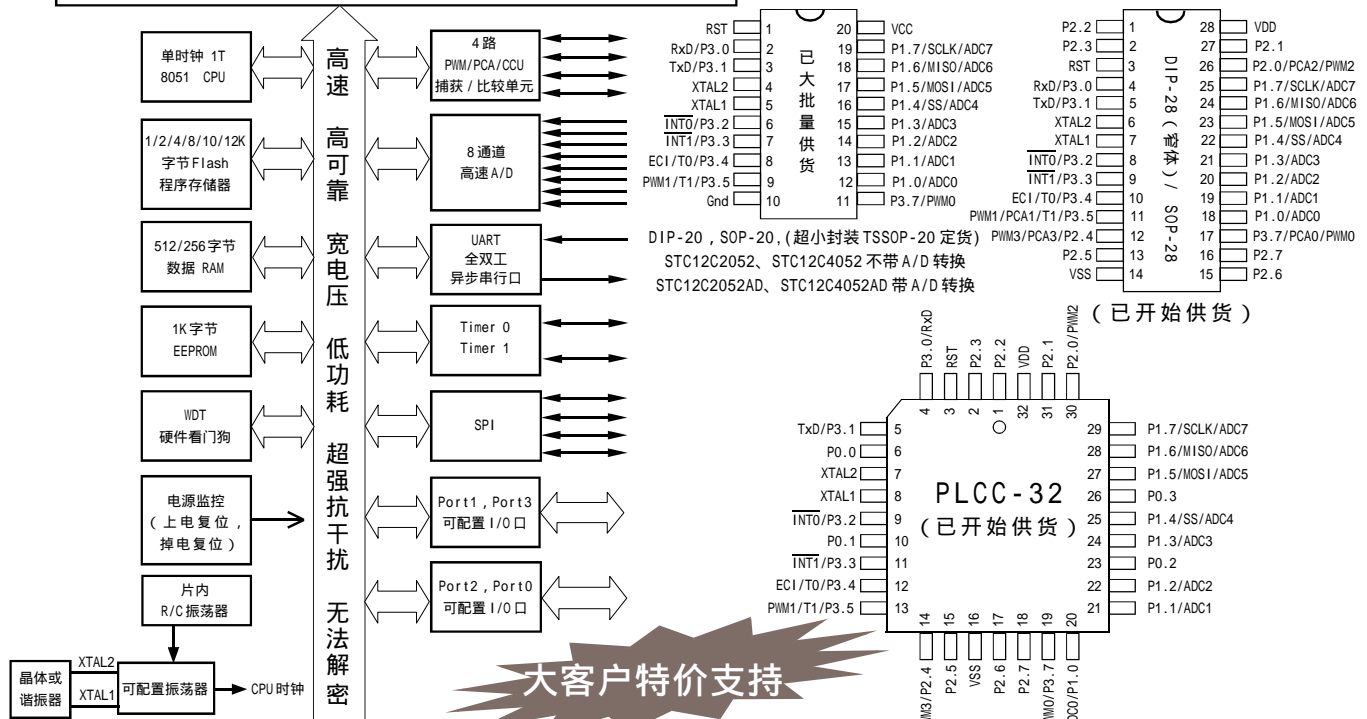 单时钟 1T
8051 CPU
1/2/4/8/10/12K
字节Flash
程序存储器
512/256字节
数据 RAM
1K字节
EEPROM
WDT
硬件看门狗
电源监控
(上电复位,
掉电复位)
片内
R/C振荡器
晶体或
谐振器
XTAL2
XTAL1
可配置振荡器
CPU时钟
高速 高可靠 宽电压 低功耗 超强抗干扰 无法解密
4路
PWM/PCA/CCU
捕获/比较单元
8通道
高速A/D
UART
全双工
异步串行口
Timer 0
Timer 1
SPI
Port1,Port3
可配置I/O口
Port2,Port0
可配置I/O口
RST 1
RxD/P3.0 2
TxD/P3.1 3
XTAL2 4
XTAL1 5
INT0/P3.2 6
INT1/P3.3 7
ECI/T0/P3.4 8
PWM1/T1/P3.5 9
Gnd 10
已大批量供货
20 VCC
19 P1.7/SCLK/ADC7
18 P1.6/MISO/ADC6
17 P1.5/MOSI/ADC5
16 P1.4/SS/ADC4
15 P1.3/ADC3
14 P1.2/ADC2
13 P1.1/ADC1
12 P1.0/ADC0
11 P3.7/PWM0
DIP-20,SOP-20,(超小封装TSSOP-20定货)
STC12C2052、STC12C4052不带A/D转换
STC12C2052AD、STC12C4052AD带A/D转换
P2.2 1
P2.3 2
RST 3
RxD/P3.0 4
TxD/P3.1 5
XTAL2 6
XTAL1 7
INT0/P3.2 8
INT1/P3.3 9
ECI/T0/P3.4 10
PWM1/PCA1/T1/P3.5 11
PWM3/PCA3/P2.4 12
P2.5 13
VSS 14
DIP-28(窄体)/ SOP-28
28 VDD
27 P2.1
26 P2.0/PCA2/PWM2
25 P1.7/SCLK/ADC7
24 P1.6/MISO/ADC6
23 P1.5/MOSI/ADC5
22 P1.4/SS/ADC4
21 P1.3/ADC3
20 P1.2/ADC2
19 P1.1/ADC1
18 P1.0/ADC0
17 P3.7/PCA0/PWM0
16 P2.7
15 P2.6
(已开始供货)
P3.0/RxD 4
RST 3
P2.3 2
P2.2 1
VDD 32
P2.1 31
P2.0/PWM2 30
TxD/P3.1 5
P0.0 6
XTAL2 7
XTAL1 8
INT0/P3.2 9
P0.1 10
INT1/P3.3 11
ECI/T0/P3.4 12
PWM1/T1/P3.5 13
PLCC-32
(已开始供货)
29 P1.7/SCLK/ADC7
28 P1.6/MISO/ADC6
27 P1.5/MOSI/ADC5
26 P0.3
25 P1.4/SS/ADC4
24 P1.3/ADC3
23 P0.2
22 P1.2/ADC2
21 P1.1/ADC1
14 WM3/P2.4
15 P2.5
16 VSS
17 P2.6
18 P2.7
19 WM0/P3.7
20 DC0/P1.0
大客户特价支持